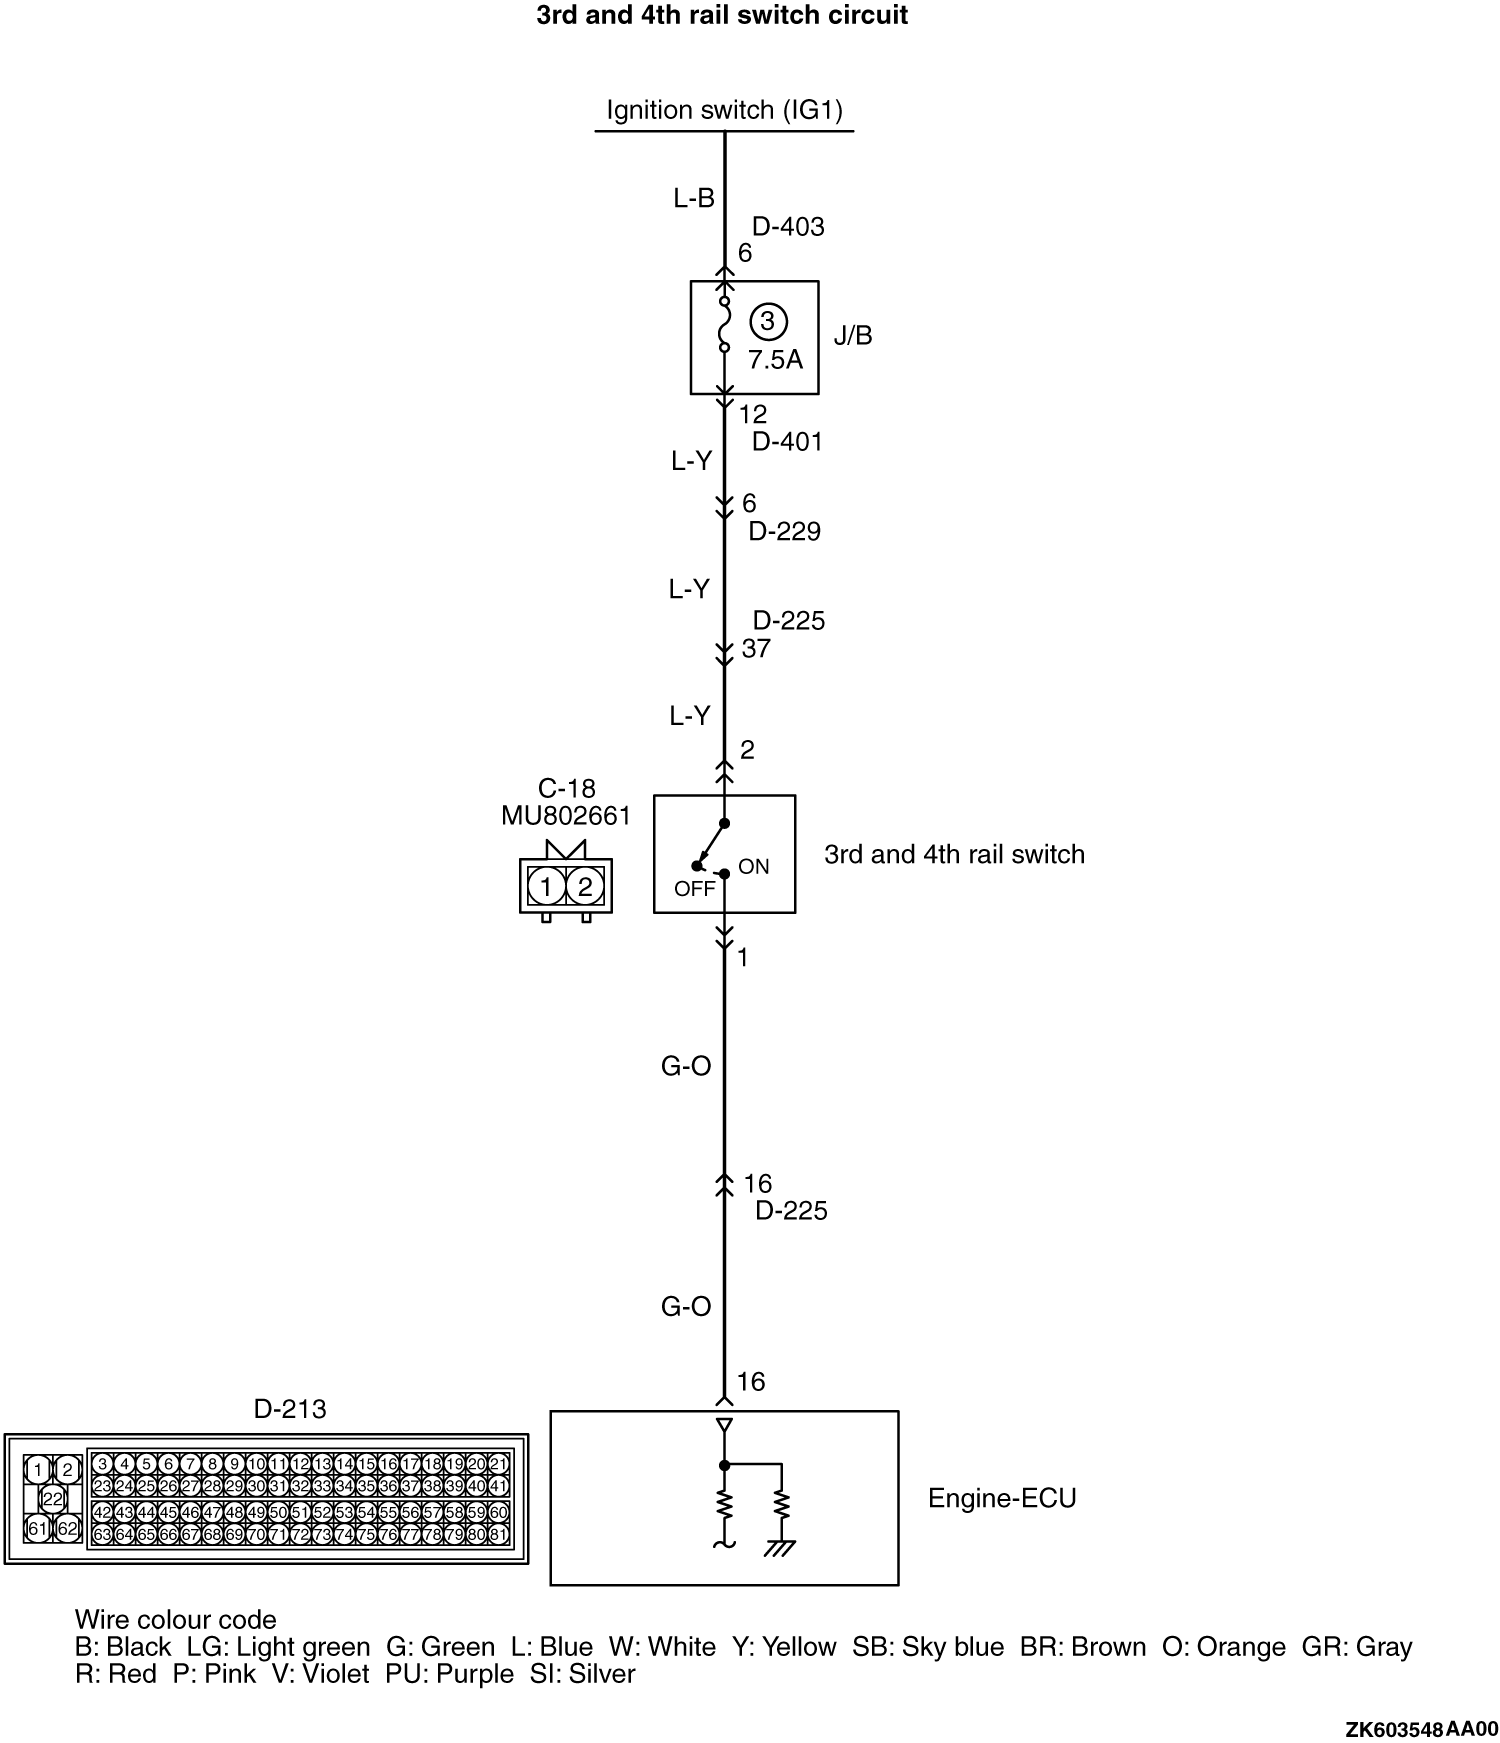 3rd and 4th rail switch circuit
Ignition switch (IG1)
L-B
D-403
6
3
7.5A
J/B
12
D-401
L-Y
6
D-229
L-Y
D-225
37
L-Y
2
C-18
MU802661
1 2
ON
OFF
3rd and 4th rail switch
1
G-O
16
D-225
G-O
16
D-213
1 2 3 4 5 6 7 8 9 10 11 12 13 14 15 16 17 18 19 20 21
22 23 24 25 26 27 28 29 30 31 32 33 34 35 36 37 38 39 40 41
42 43 44 45 46 47 48 49 50 51 52 53 54 55 56 57 58 59 60
61 62 63 64 65 66 67 68 69 70 71 72 73 74 75 76 77 78 79 80 81
Engine-ECU
Wire colour code
B: Black LG: Light green G: Green L: Blue W: White Y: Yellow SB: Sky blue BR: Brown O: Orange GR: Gray
R: Red P: Pink V: Violet PU: Purple SI: Silver
ZK603548AA00